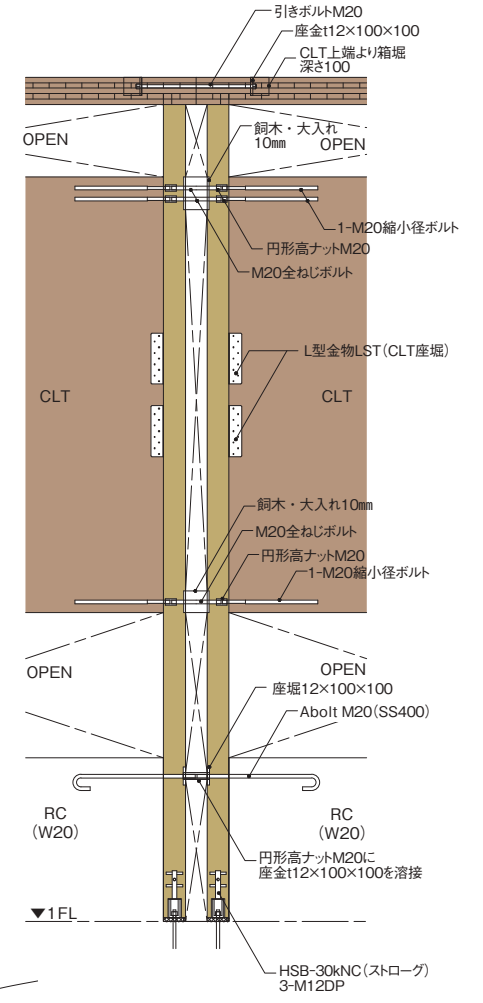 引きボルトM20
座金t12×100×100
CLT上端より箱堀
深さ100
OPEN
飼木・大入れ
10mm
OPEN
1-M20縮小径ボルト
円形高ナットM20
M20全ねじボルト
L型金物LST(CLT座堀)
CLT
CLT
飼木・大入れ10mm
M20全ねじボルト
円形高ナットM20
1-M20縮小径ボルト
OPEN
OPEN
座堀12×100×100
Abolt M20(SS400)
RC
(W20)
RC
(W20)
円形高ナットM20に
座金t12×100×100を溶接
▼1FL
HSB-30kNC(ストローグ)
3-M12DP